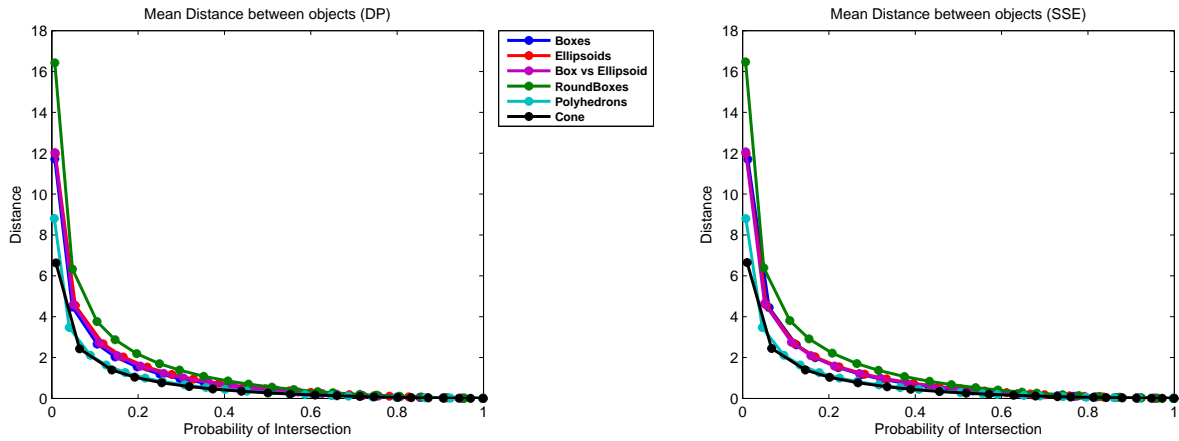 Mean Distance between objects (DP)
18
16
14
12
10
8
6
4
2
0
Distance
0 0.2 0.4 0.6 0.8 1
Probability of Intersection
Boxes
Ellipsoids
Box vs Ellipsoid
RoundBoxes
Polyhedrons
Cone
Mean Distance between objects (SSE)
18
16
14
12
10
8
6
4
2
0
Distance
0 0.2 0.4 0.6 0.8 1
Probability of Intersection